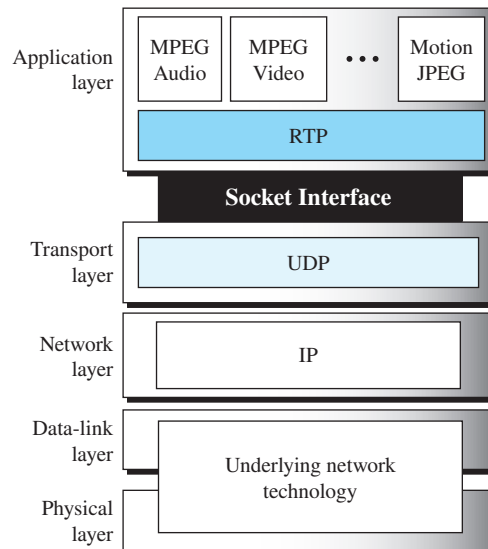 Application
layer
MPEG
Audio
MPEG
Video
• • •
Motion
JPEG
RTP
Socket Interface
Transport
layer
UDP
Network
layer
IP
Data-link
layer
Underlying network
technology
Physical
layer